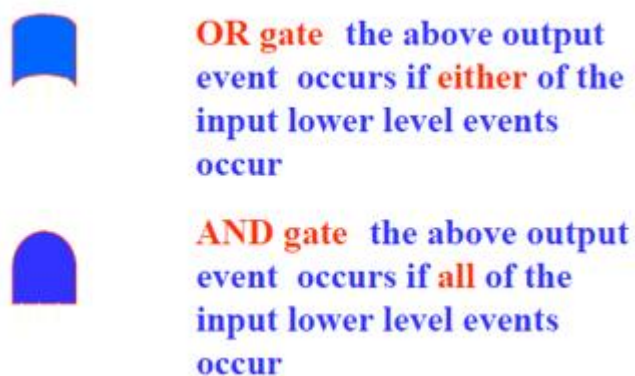 OR gate the above output
event occurs if either of the
input lower level events
occur
AND gate the above output
event occurs if all of the
input lower level events
occur